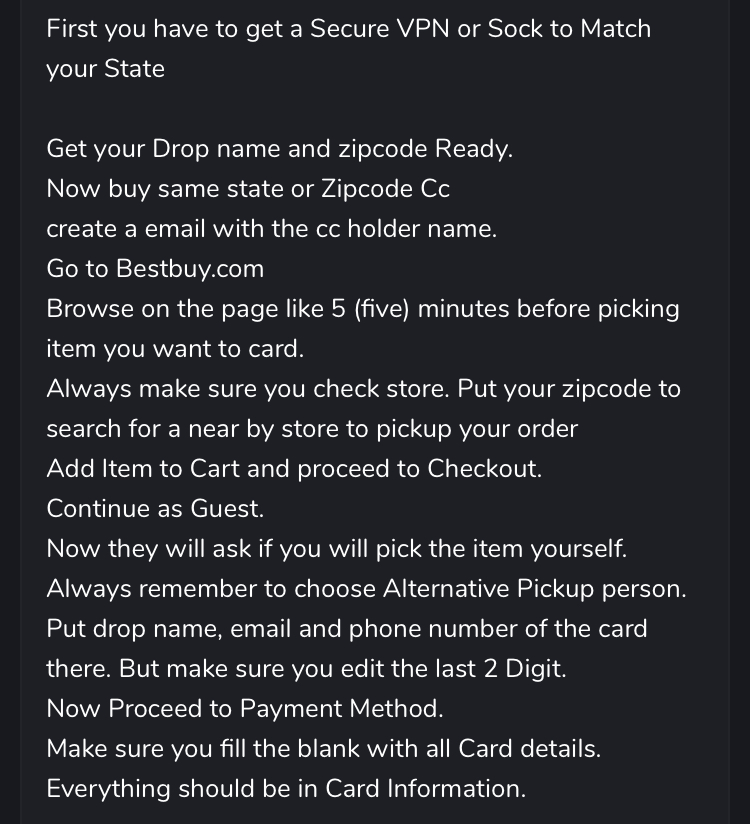 First you have to get a Secure VPN or Sock to Match
your State
Get your Drop name and zipcode Ready.
Now buy same state or Zipcode Cc
create a email with the cc holder name.
Go to Bestbuy.com
Browse on the page like 5 (five) minutes before picking
item you want to card.
Always make sure you check store. Put your zipcode to
search for a near by store to pickup your order
Add Item to Cart and proceed to Checkout.
Continue as Guest.
Now they will ask if you will pick the item yourself.
Always remember to choose Alternative Pickup person.
Put drop name, email and phone number of the card
there. But make sure you edit the last 2 Digit.
Now Proceed to Payment Method.
Make sure you fill the blank with all Card details.
Everything should be in Card Information.